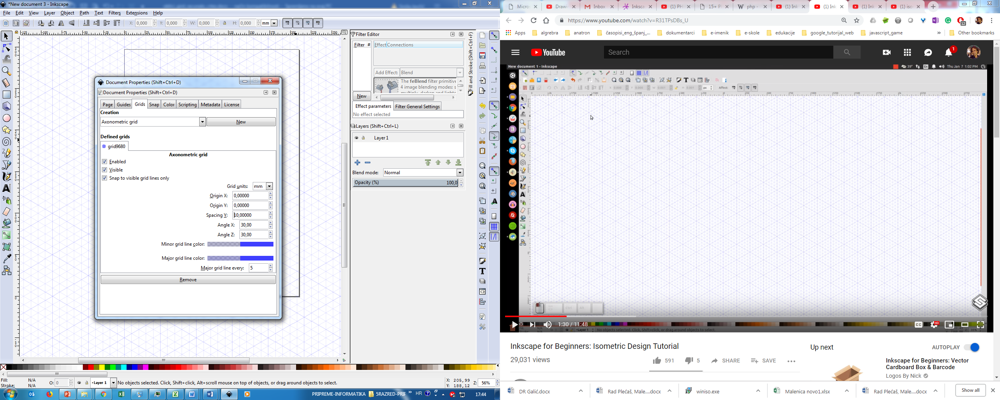 *New document 3 - Inkscape
File Edit View Layer Object Path Text Filters Extensions Help
X: 0,000 Y: 0,000 W: 0,000 H: 0,000 mm
Document Properties (Shift+Ctrl+D)
Document Properties (Shift+Ctrl+D)
Page Guides Grids Snap Color Scripting Metadata License
Creation
Axonometric grid New
Defined grids
grid9680
Axonometric grid
Enabled
Visible
Snap to visible grid lines only
Grid units: mm
Origin X: 0,00000
Origin Y: 0,00000
Spacing Y: 10,00000
Angle X: 30,00
Angle Z: 30,00
Minor grid line color:
Major grid line color:
Major grid line every: 5
Remove
Filter Editor
Filter #
Effect Connections
Add Effect: Blend
The feBlend filter primitive
4 image blending modes: s
New
Effect parameters Filter General Settings
No effect selected
Layers (Shift+Ctrl+L)
Layer 1
Blend mode: Normal
Opacity (%) 100,0
Fill and Stroke (Shift+Ctrl+F)
Fill: N/A
Stroke: N/A
O: 0
Layer 1
No objects selected. Click, Shift+click, Alt+scroll mouse on top of objects, or drag around objects to select.
X: 205,99
Y: 188,12
Z: 56%
PRIPREME-INFORMATIKA 5RAZRED-PRIF HR 17:44
Micro: Drawi Inbox Inksca (1) PH 15+ P php - (1) Ink (1) Ink (1) Ink (1) iso
https://www.youtube.com/watch?v=R31TPsDBs_U
12
Apps algrebra anatron časopisi_eng_španj_... dokumentarci e-imenik e-skole edukacije google_tutorijal_web javascript_game » Other bookmarks
YouTube
Search
1
New document 1 - Inkscape
39° En Thu Jan 7 1:02 PM
Affect:
Ctrl Alt
1:30 / 11:48
CC HD
Layer 1 No objects selected. Click, Shift+click, or drag around objects to select.
Inkscape for Beginners: Isometric Design Tutorial
29,031 views
591 5 SHARE SAVE
Up next
AUTOPLAY
Inkscape for Beginners: Vector
Cardboard Box & Barcode
Logos By Nick
DR Galić.docx
Rad Plećaš, Male....docx
winiso.exe
Malenica novo1.xlsx
Rad Plećaš, Male....docx
Show all